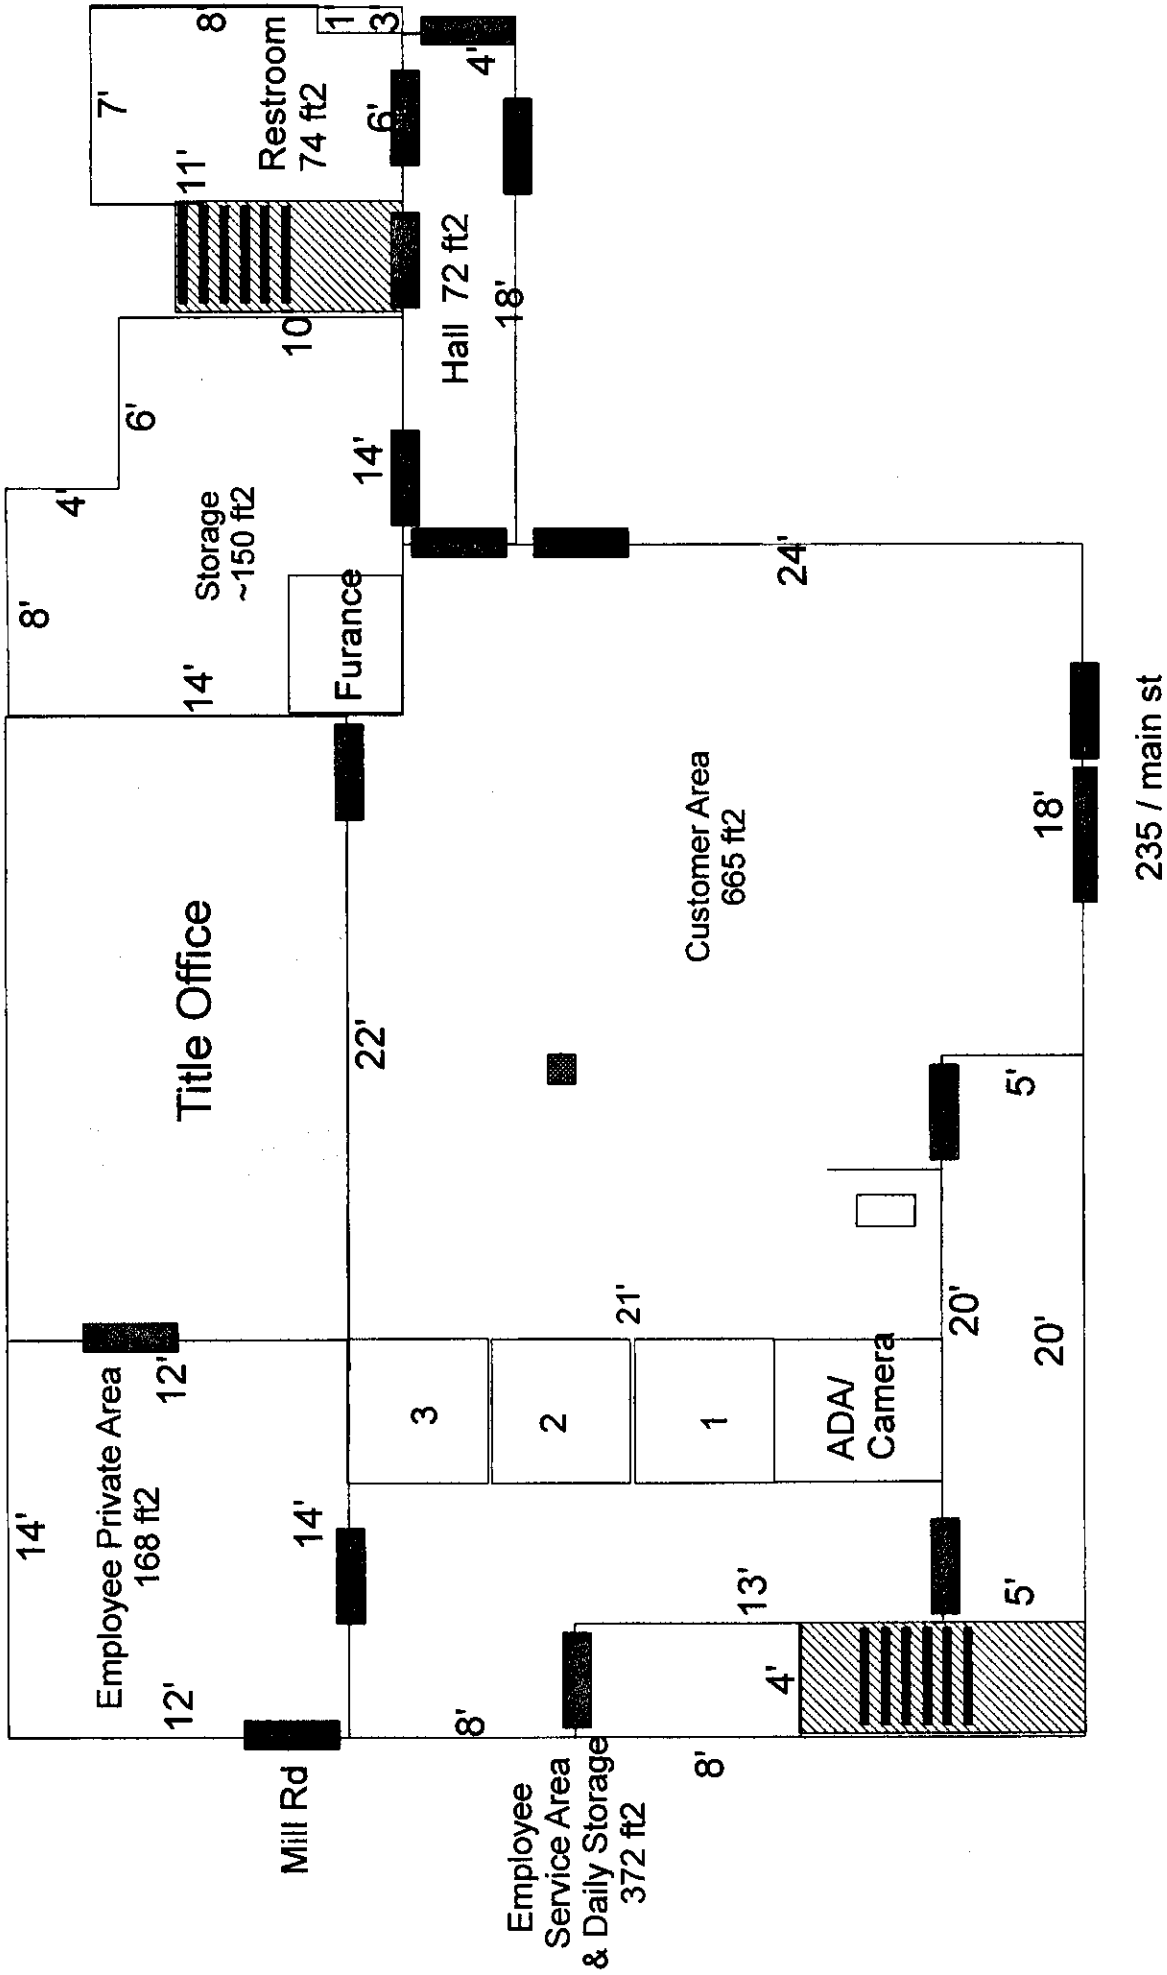 14'
8'
4'
Employee Private Area
168 ft2
7'
6'
12'
12'
11'
Title Office
14'
8
Storage
~150 ft2
Restroom
74 ft2
Mill Rd
14'
10
Furance
1
22'
14'
6'
3
3
Hall 72 ft2
8'
4'
18'
Employee
Service Area
& Daily Storage
372 ft2
2
21'
8'
1
Customer Area
665 ft2
13'
4'
24'
ADA/
Camera
20'
5'
5'
20'
18'
235 / main st